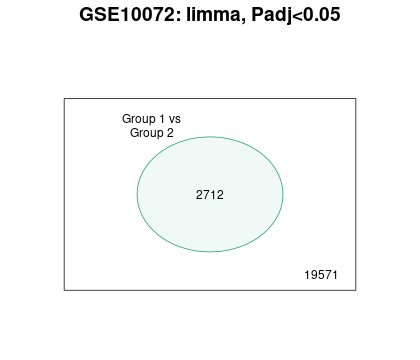 GSE10072: limma, Padj<0.05
Group 1 vs
Group 2
2712
19571